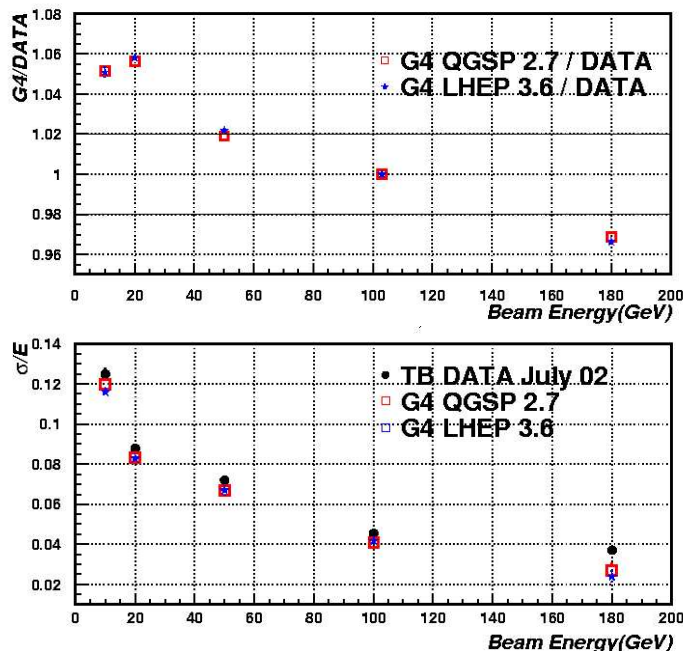 G4/DATA
1.08
1.06
1.04
1.02
1
0.98
0.96
G4 QGSP 2.7 / DATA
G4 LHEP 3.6 / DATA
0 20 40 60 80 100 120 140 160 180 200
Beam Energy(GeV)
σ/E
0.14
0.12
0.1
0.08
0.06
0.04
0.02
TB DATA July 02
G4 QGSP 2.7
G4 LHEP 3.6
0 20 40 60 80 100 120 140 160 180 200
Beam Energy(GeV)